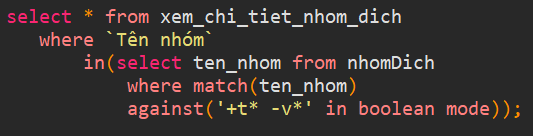 select * from xem_chi_tiet_nhom_dich
where `Tên nhóm`
in(select ten_nhom from nhomDich
where match(ten_nhom)
against('+t* -v*' in boolean mode));